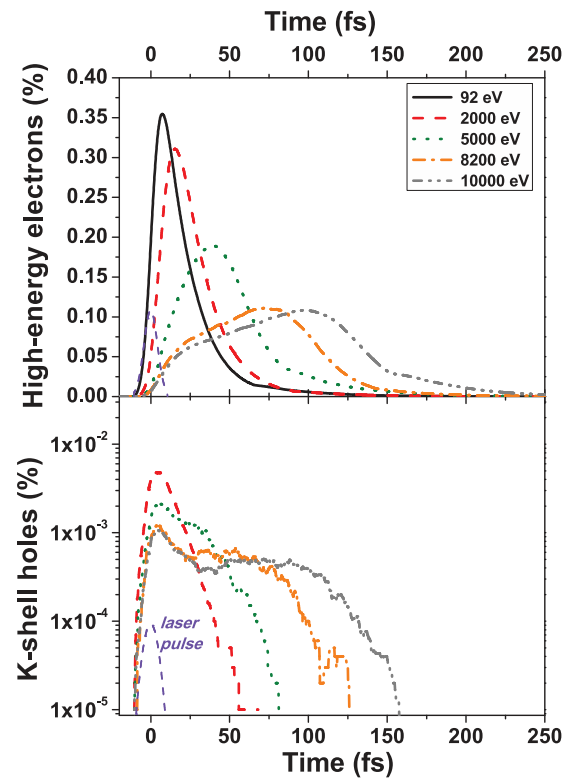 Time (fs)
0 50 100 150 200 250
High-energy electrons (%)
0.40
0.35
0.30
0.25
0.20
0.15
0.10
0.05
0.00
92 eV
2000 eV
5000 eV
8200 eV
10000 eV
K-shell holes (%)
1x10⁻²
1x10⁻³
1x10⁻⁴
1x10⁻⁵
laser
pulse
0 50 100 150 200 250
Time (fs)